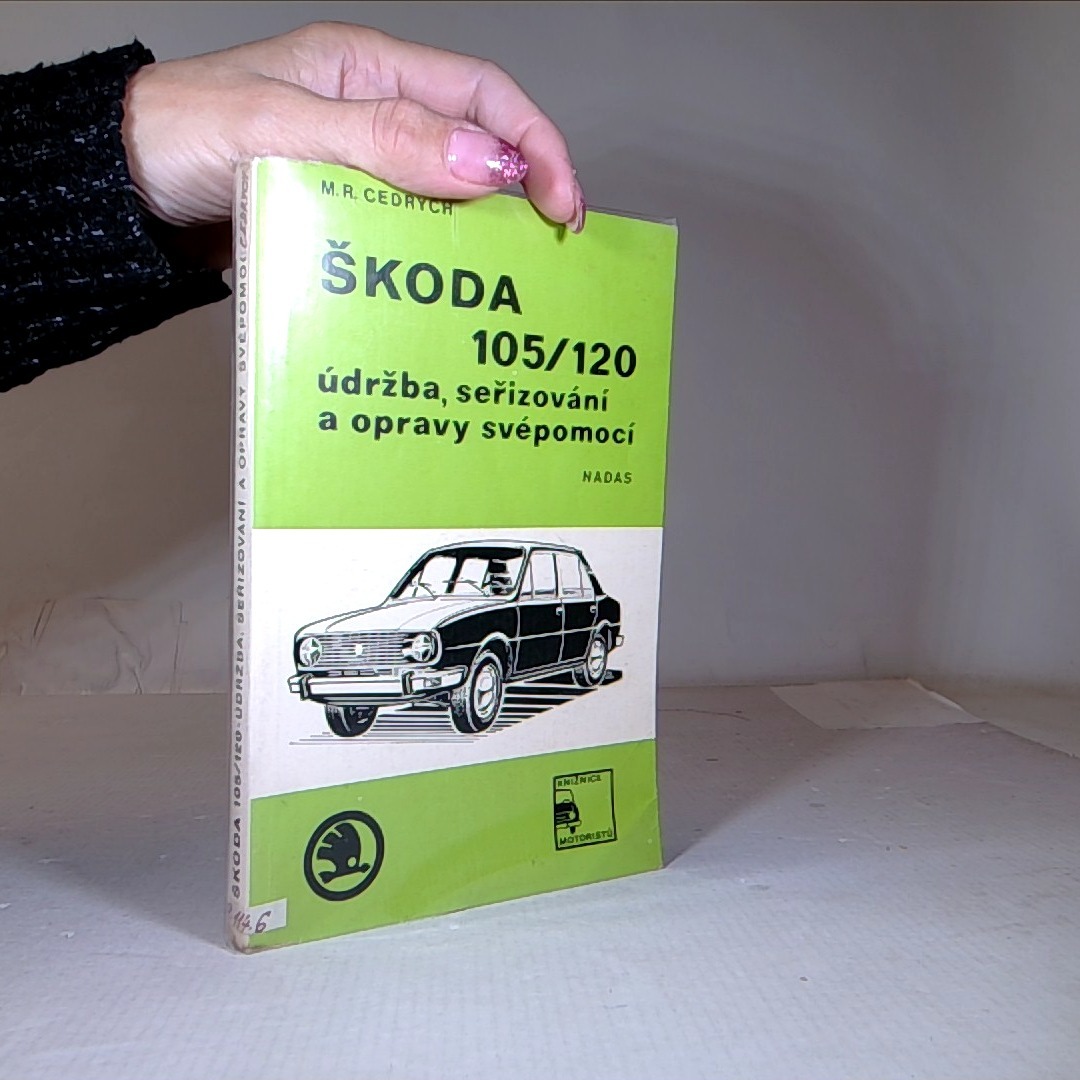 M. R. CEDRYCH
ŠKODA
105/120
údržba, seřizování
a opravy svépomocí
NADAS
KNIŽNICE
MOTORISTŮ
ŠKODA 105/120-ÚDRŽBA, SEŘIZOVÁNÍ A OPRAVY SVÉPOMOCÍ
114.6